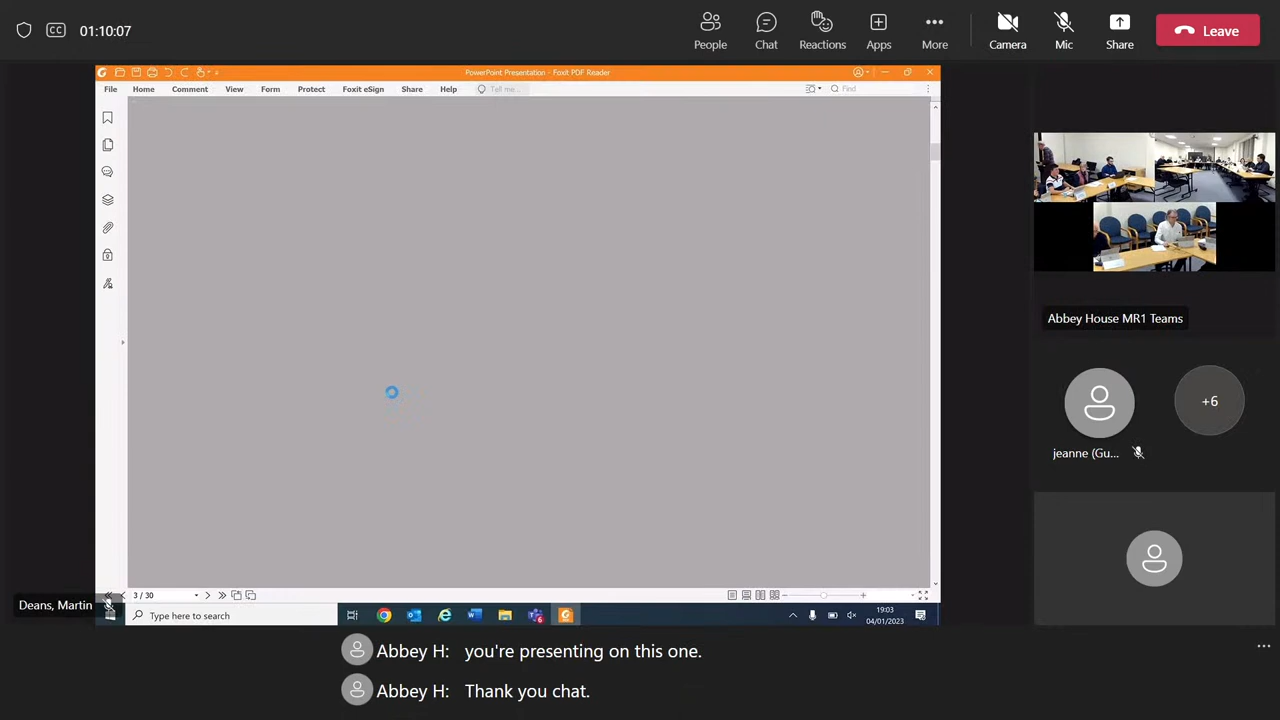 CC 01:10:07
People Chat Reactions Apps More Camera Mic Share Leave
PowerPoint Presentation - Foxit PDF Reader
File Home Comment View Form Protect Foxit eSign Share Help Tell me... Find
Abbey House MR1 Teams
+6
jeanne (Gu...
3 / 30
Deans, Martin
Type here to search
19:03
04/01/2023
Abbey H: you're presenting on this one.
Abbey H: Thank you chat.